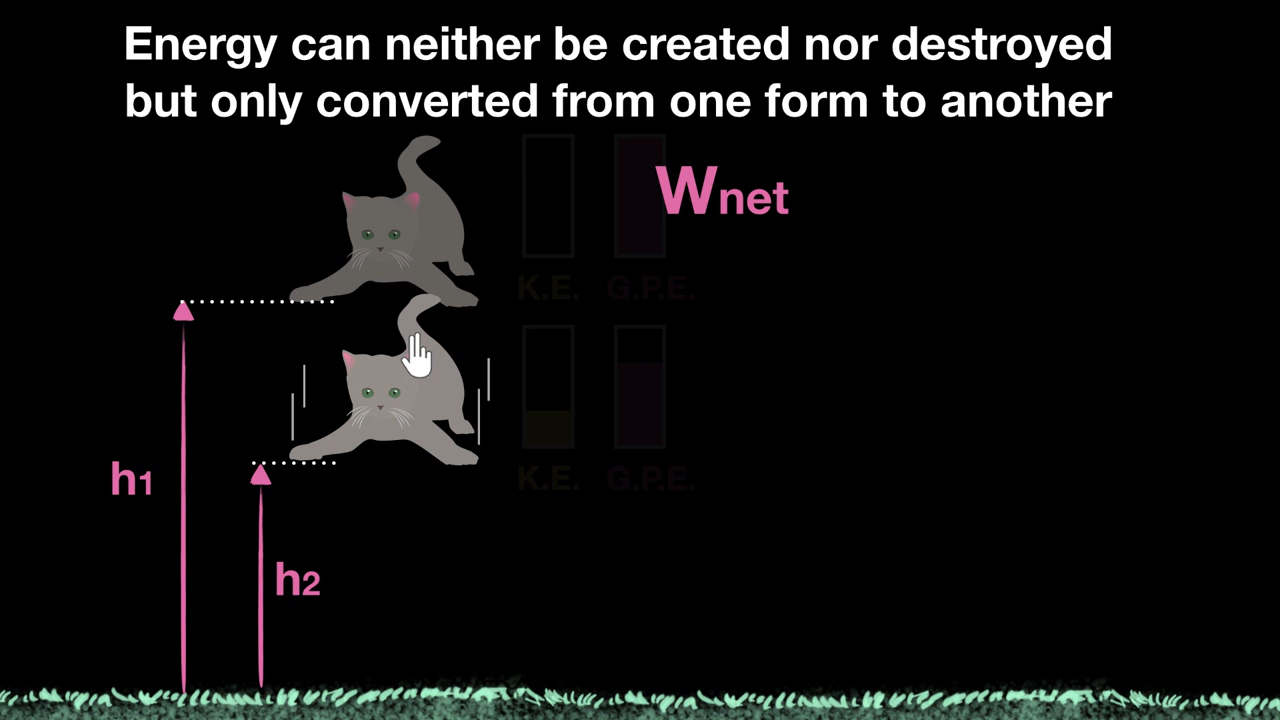 Energy can neither be created nor destroyed
but only converted from one form to another
Wnet
K.E. G.P.E.
K.E. G.P.E.
h1
h2